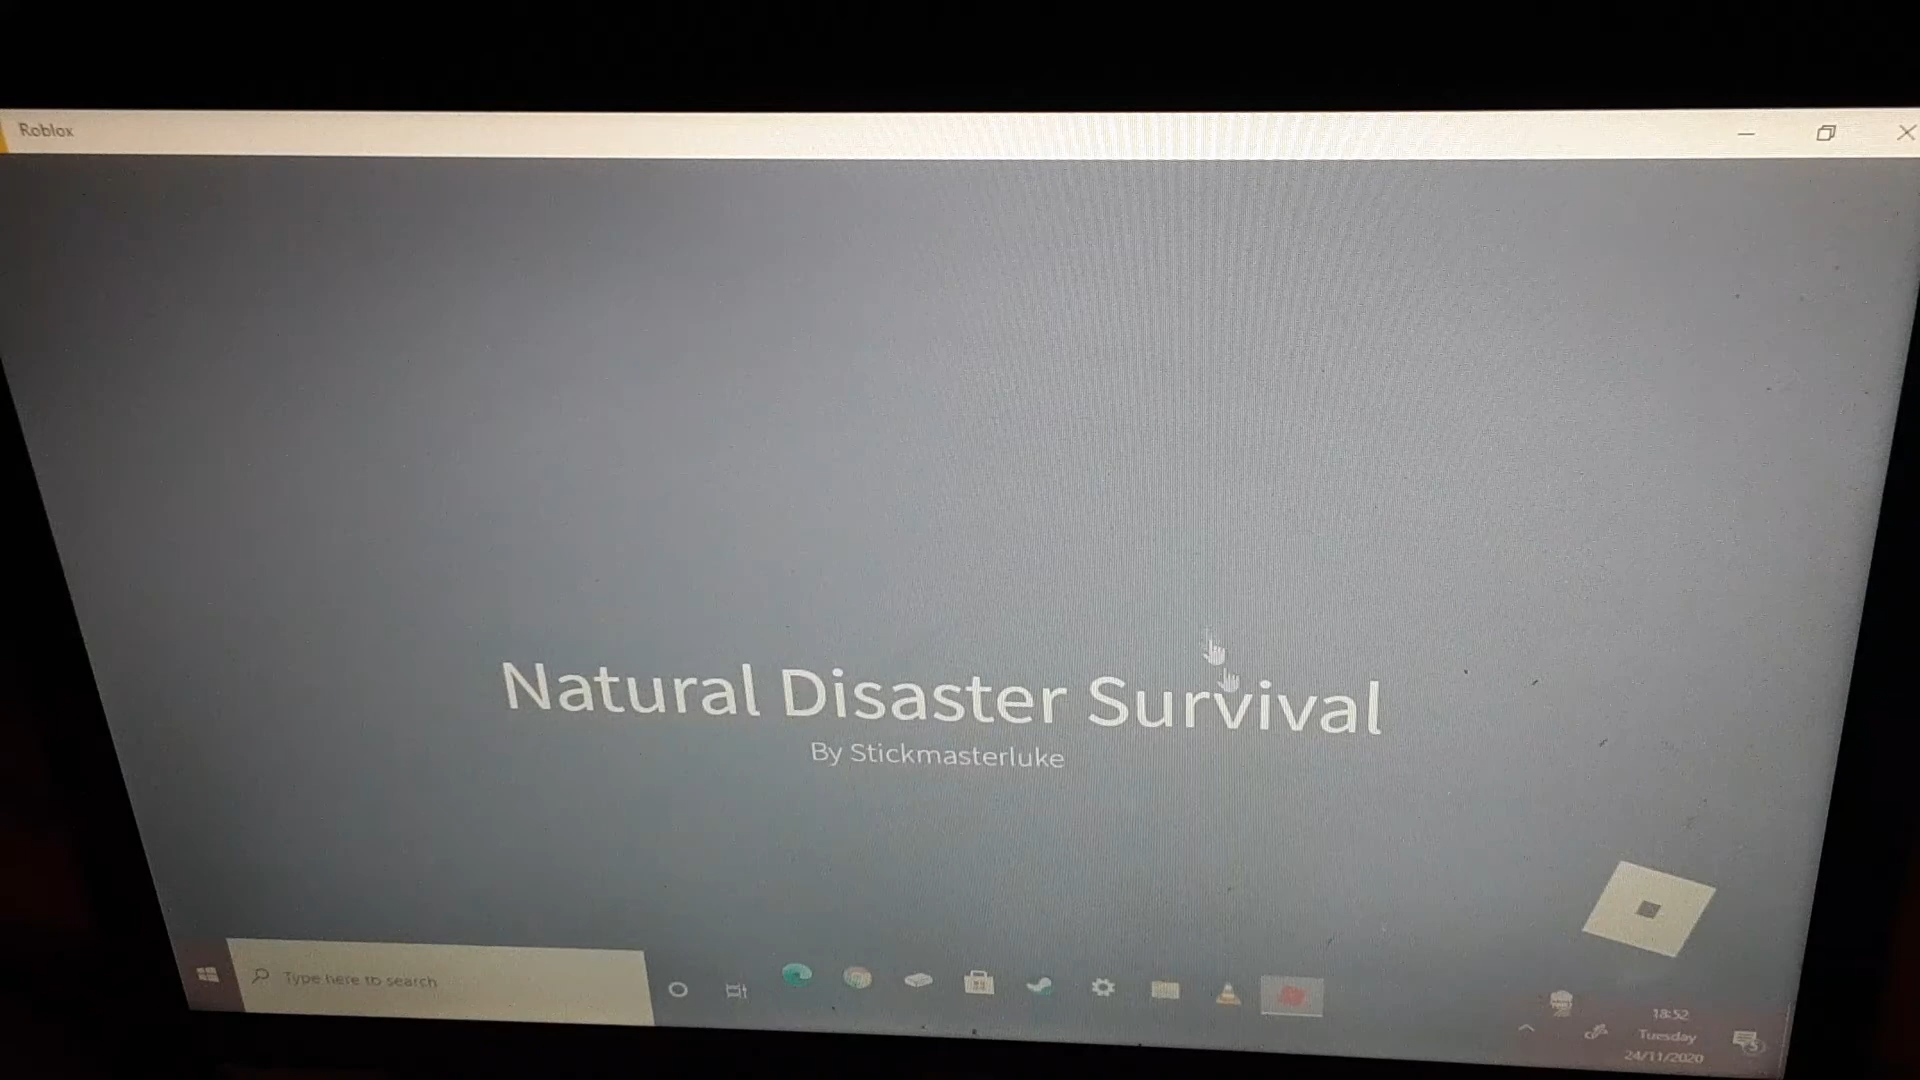 Roblox
Natural Disaster Survival
By Stickmasterluke
Type here to search
18:52
Tuesday
24/11/2020